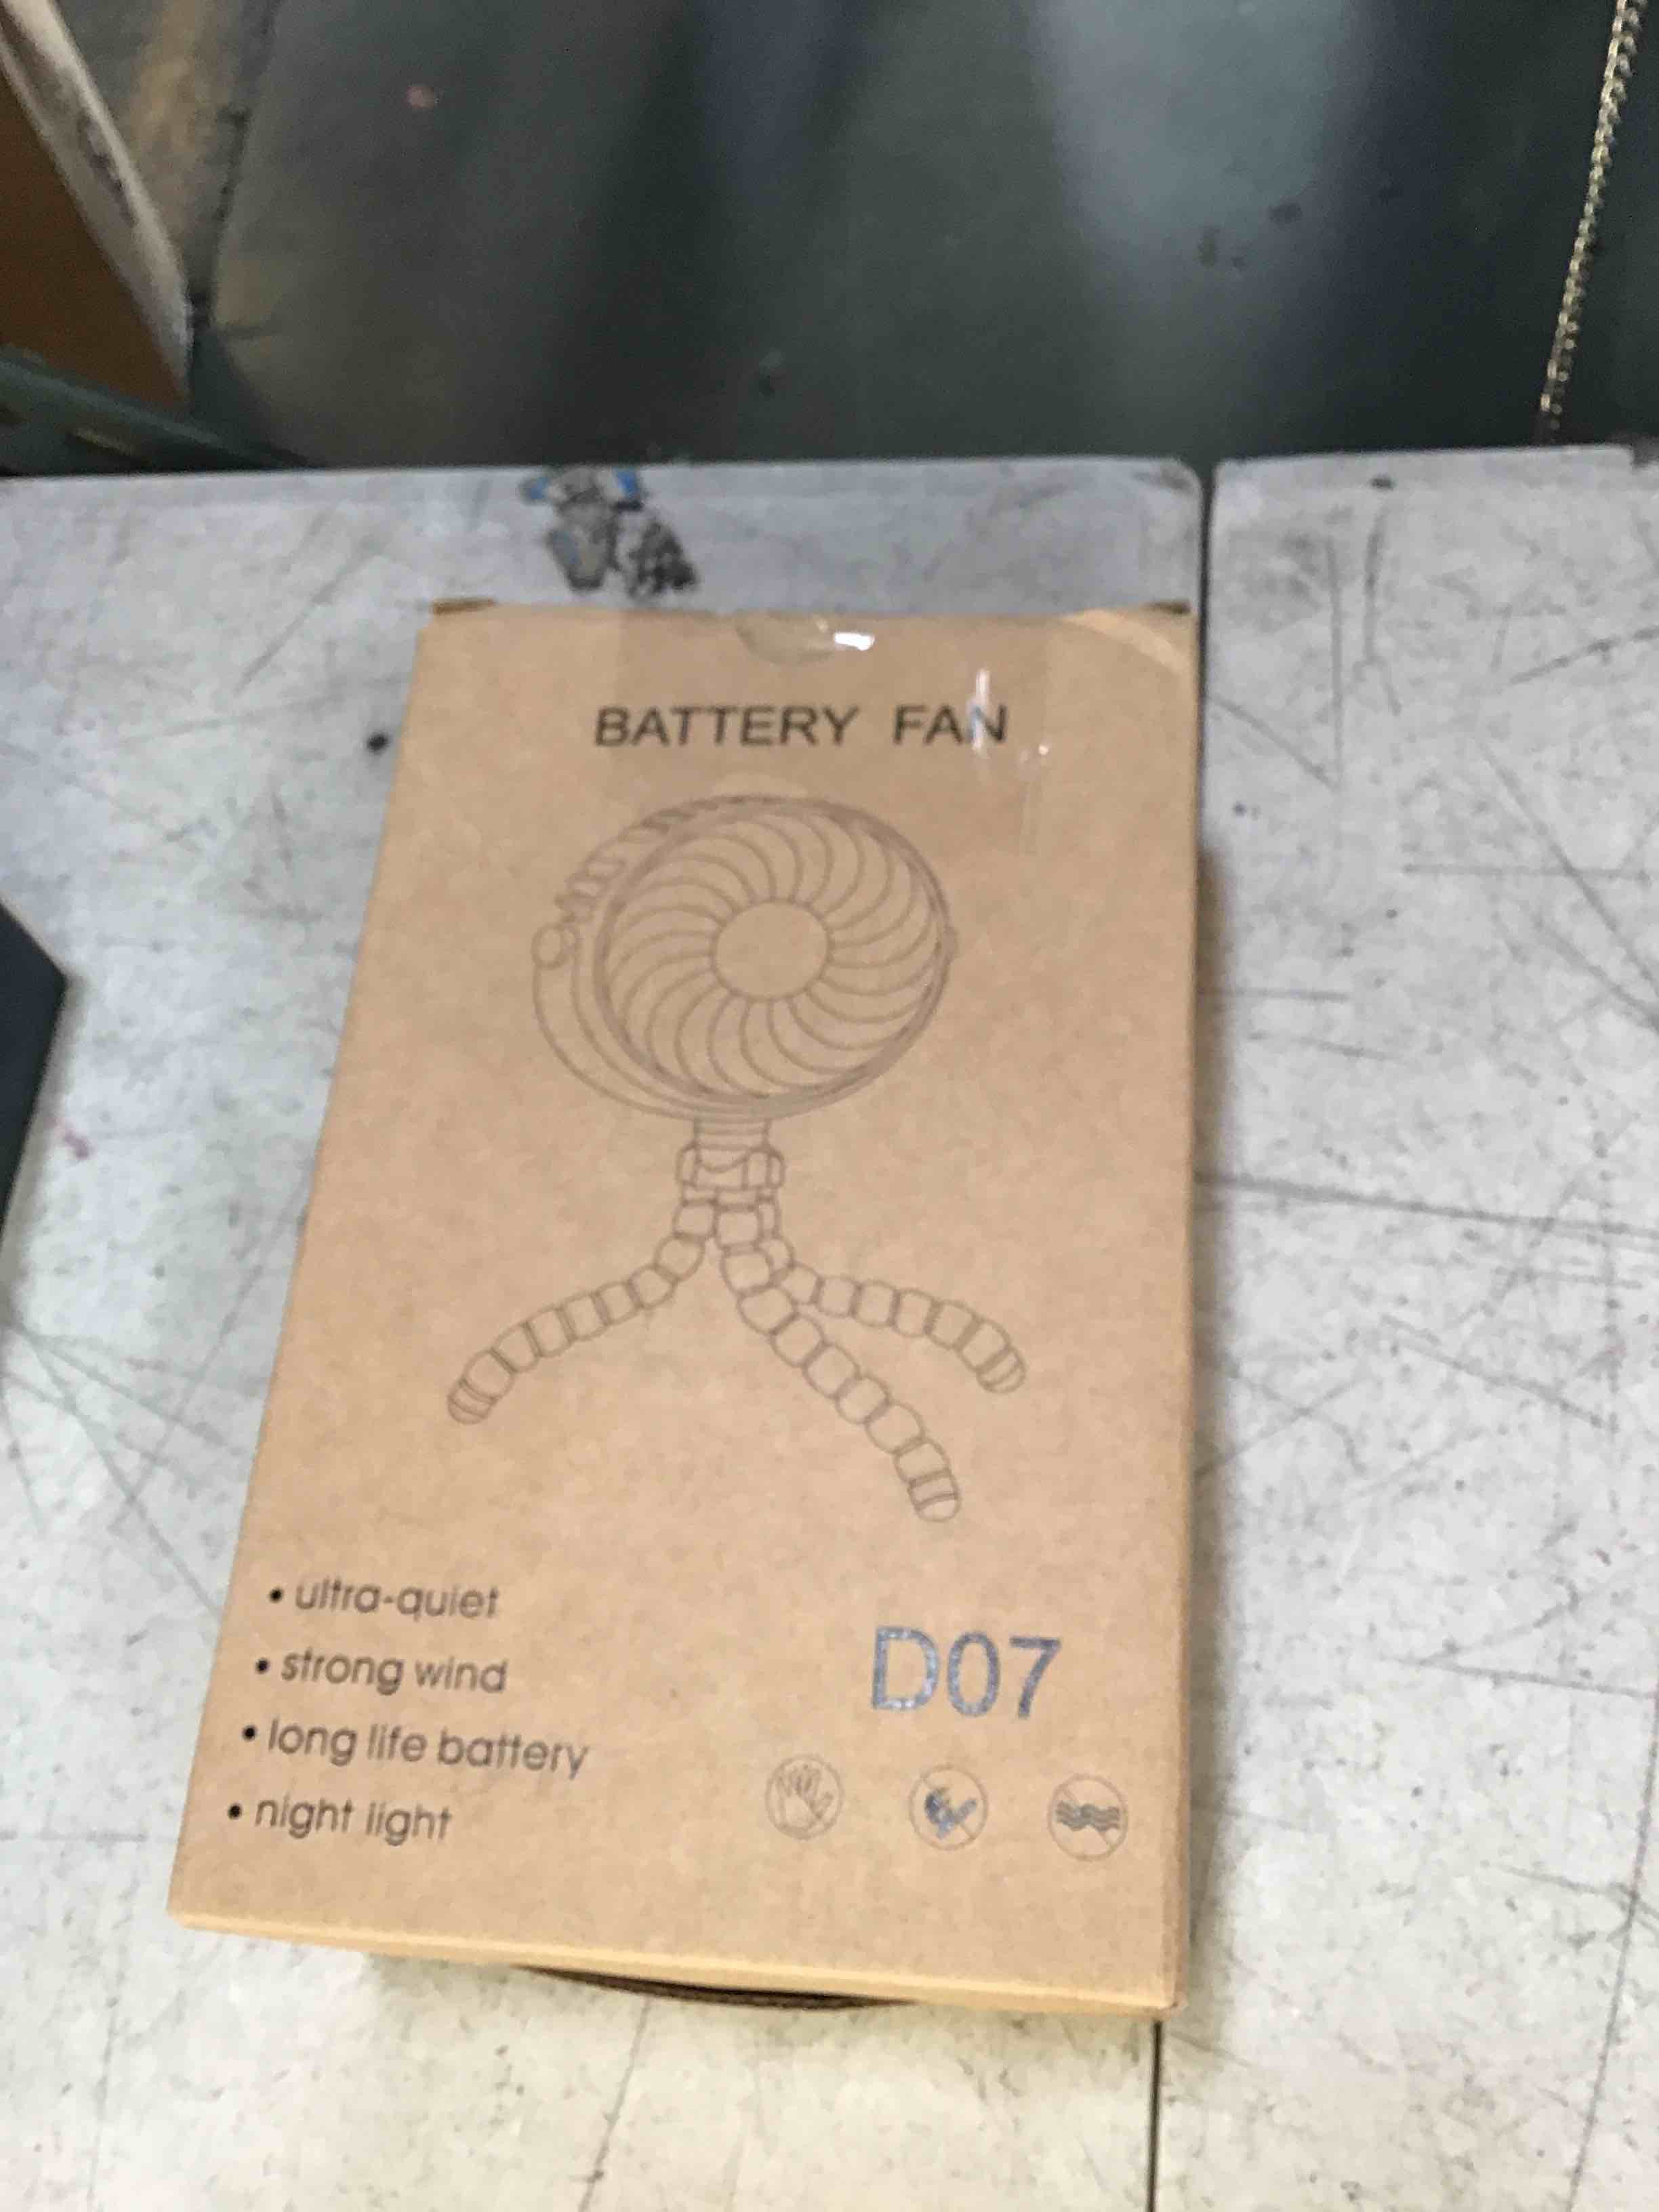 BATTERY FAN
• ultra-quiet
• strong wind
• long life battery
• night light
D07